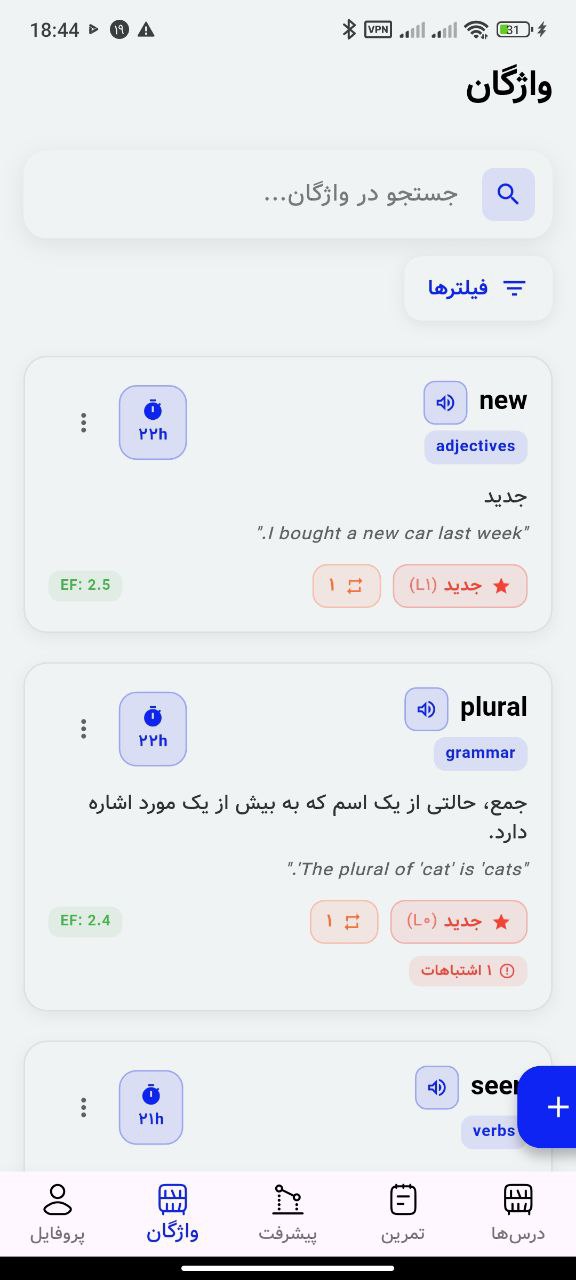 18:44
۱۹
VPN
31
واژگان
جستجو در واژگان...
فیلترها
new
۲۲h
adjectives
جدید
".I bought a new car last week"
جدید (L۱)
۱
EF: 2.5
plural
۲۲h
grammar
جمع، حالتی از یک اسم که به بیش از یک مورد اشاره
دارد.
".'The plural of 'cat' is 'cats"
جدید (L۰)
۱
EF: 2.4
۱ اشتباهات
۲۱h
verbs
درس‌ها
تمرین
پیشرفت
واژگان
پروفایل